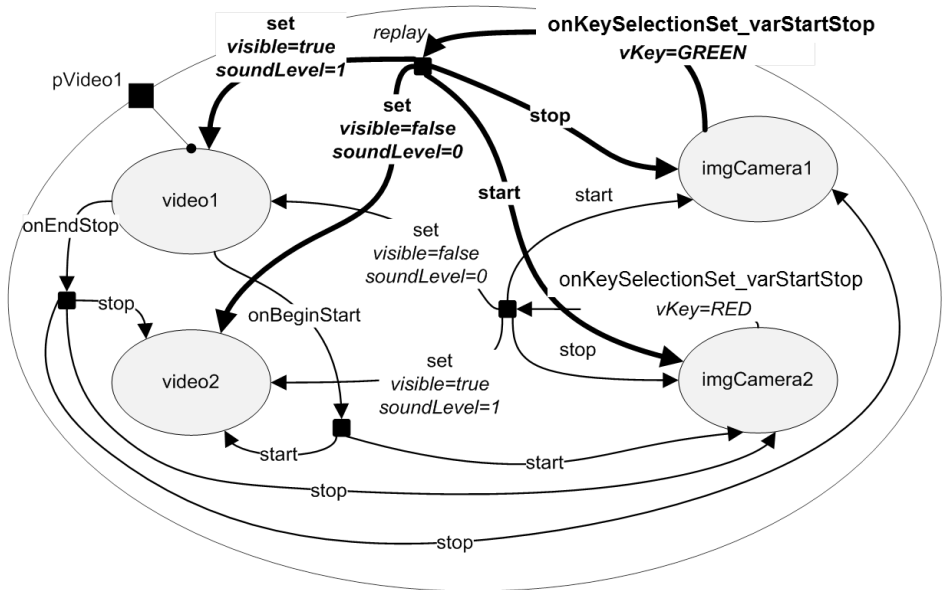 set
visible=true
soundLevel=1
replay
onKeySelectionSet_varStartStop
vKey=GREEN
pVideo1
set
visible=false
soundLevel=0
stop
imgCamera1
video1
start
start
onEndStop
set
visible=false
soundLevel=0
onKeySelectionSet_varStartStop
vKey=RED
stop
onBeginStart
stop
set
visible=true
soundLevel=1
video2
imgCamera2
start
start
stop
stop